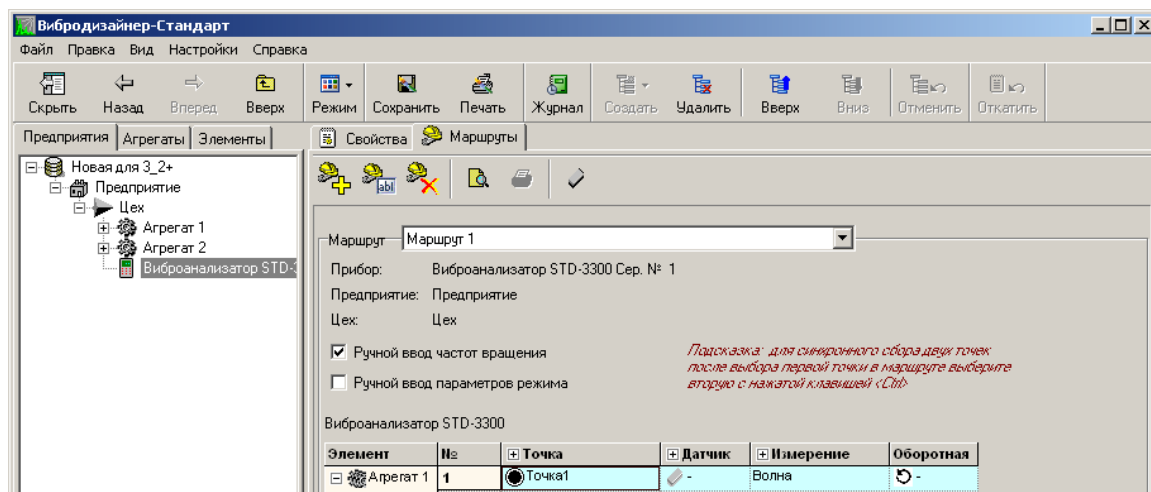 Вибродизайнер-Стандарт
Файл Правка Вид Настройки Справка
Скрыть Назад Вперед Вверх Режим Сохранить Печать Журнал Создать Удалить Вверх Вниз Отменить Откатить
Предприятия Агрегаты Элементы
Свойства Маршруты
Новая для 3_2+
Предприятие
Цех
Агрегат 1
Агрегат 2
Виброанализатор STD-3
abl
Маршрут Маршрут 1
Прибор: Виброанализатор STD-3300 Сер. № 1
Предприятие: Предприятие
Цех: Цех
Ручной ввод частот вращения
Ручной ввод параметров режима
Подсказка: для синхронного сбора двух точек
после выбора первой точки в маршруте выберите
вторую с нажатой клавишей <Ctrl>
Виброанализатор STD-3300
Элемент № Точка Датчик Измерение Оборотная
Агрегат 1 1 Точка1 - Волна -